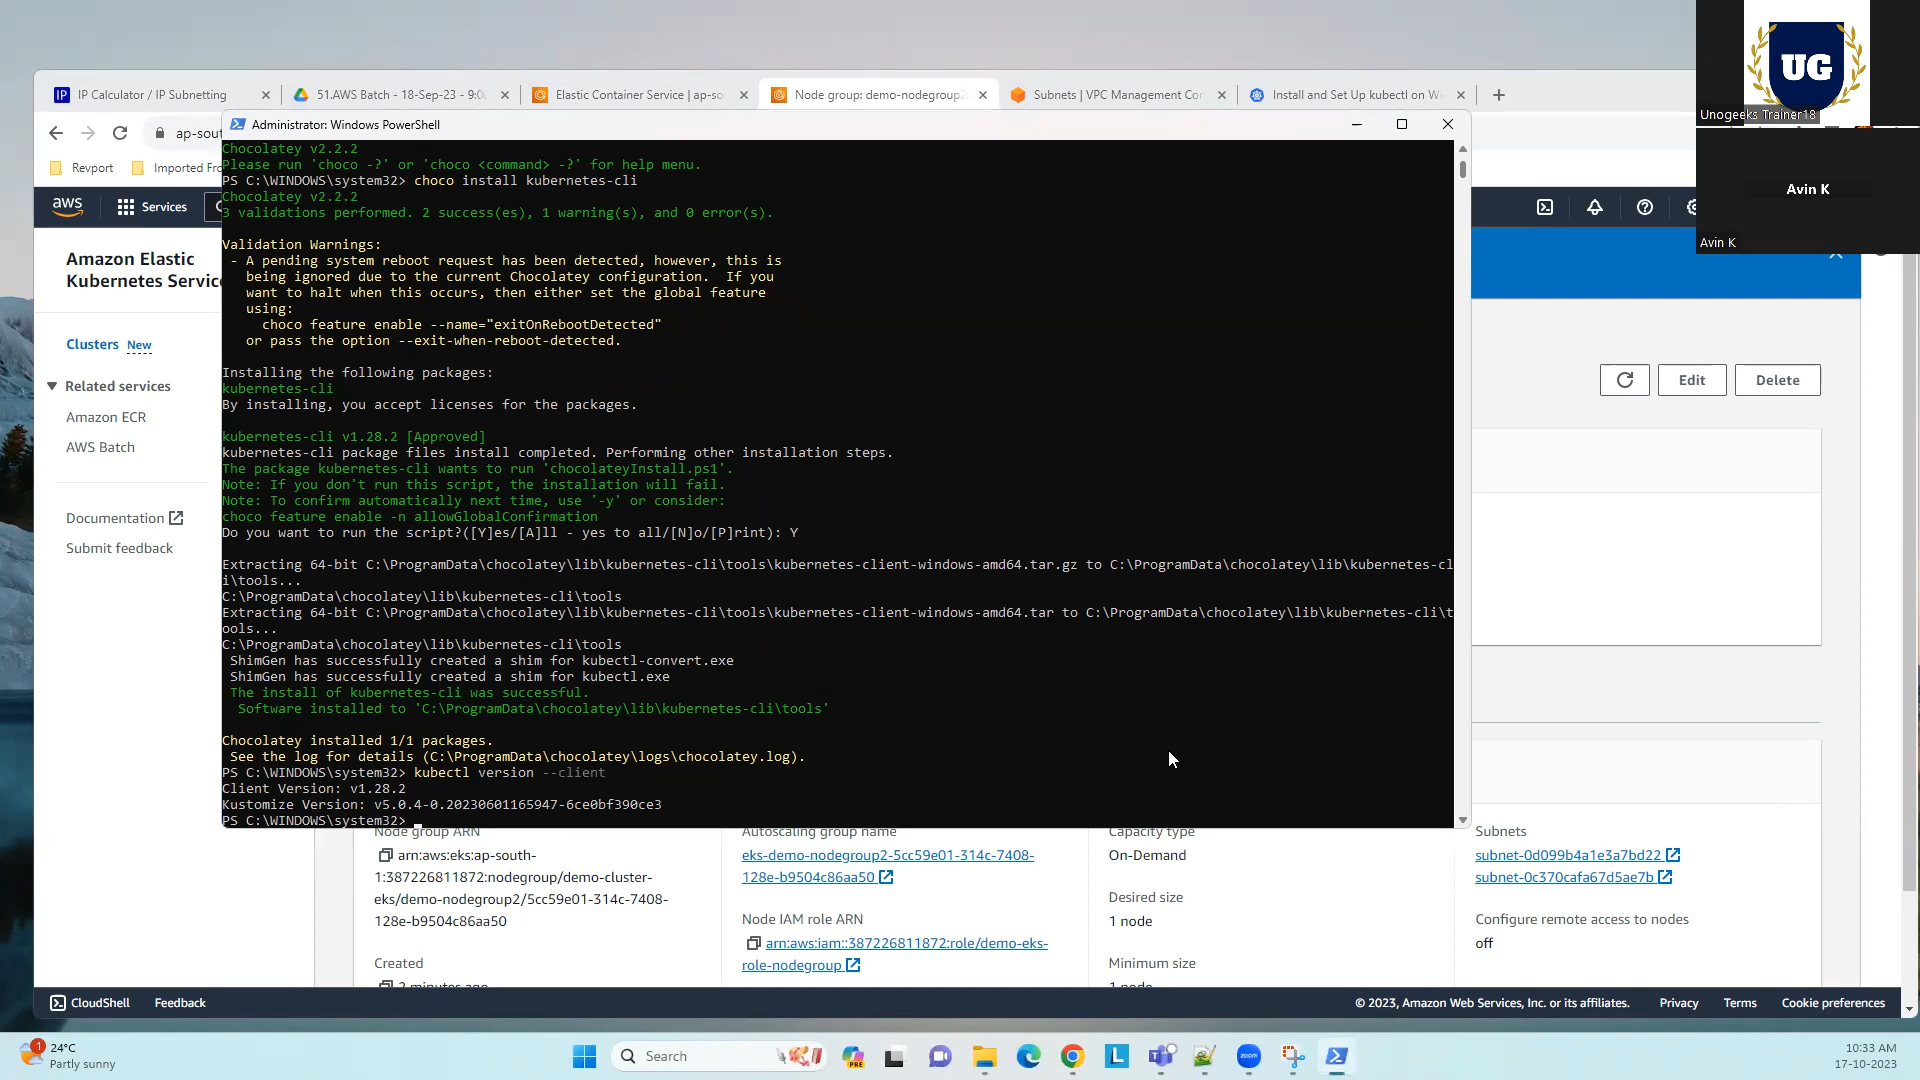 IP Calculator / IP Subnetting
51.AWS Batch - 18-Sep-23 - 9:0
Elastic Container Service | ap-so
Node group: demo-nodegroup2
Subnets | VPC Management Con
Install and Set Up kubectl on Wi
UG
Unogeeks Trainer18
Avin K
Avin K
ap-sout
Revport
Imported Fro
aws
Services
Administrator: Windows PowerShell
Chocolatey v2.2.2
Please run 'choco -?' or 'choco <command> -?' for help menu.
PS C:\WINDOWS\system32> choco install kubernetes-cli
Chocolatey v2.2.2
3 validations performed. 2 success(es), 1 warning(s), and 0 error(s).
Validation Warnings:
- A pending system reboot request has been detected, however, this is
being ignored due to the current Chocolatey configuration.  If you
want to halt when this occurs, then either set the global feature
using:
choco feature enable --name="exitOnRebootDetected"
or pass the option --exit-when-reboot-detected.
Installing the following packages:
kubernetes-cli
By installing, you accept licenses for the packages.
kubernetes-cli v1.28.2 [Approved]
kubernetes-cli package files install completed. Performing other installation steps.
The package kubernetes-cli wants to run 'chocolateyInstall.ps1'.
Note: If you don't run this script, the installation will fail.
Note: To confirm automatically next time, use '-y' or consider:
choco feature enable -n allowGlobalConfirmation
Do you want to run the script?([Y]es/[A]ll - yes to all/[N]o/[P]rint): Y
Extracting 64-bit C:\ProgramData\chocolatey\lib\kubernetes-cli\tools\kubernetes-client-windows-amd64.tar.gz to C:\ProgramData\chocolatey\lib\kubernetes-cl
i\tools...
C:\ProgramData\chocolatey\lib\kubernetes-cli\tools
Extracting 64-bit C:\ProgramData\chocolatey\lib\kubernetes-cli\tools\kubernetes-client-windows-amd64.tar to C:\ProgramData\chocolatey\lib\kubernetes-cli\t
ools...
C:\ProgramData\chocolatey\lib\kubernetes-cli\tools
ShimGen has successfully created a shim for kubectl-convert.exe
ShimGen has successfully created a shim for kubectl.exe
The install of kubernetes-cli was successful.
Software installed to 'C:\ProgramData\chocolatey\lib\kubernetes-cli\tools'
Chocolatey installed 1/1 packages.
See the log for details (C:\ProgramData\chocolatey\logs\chocolatey.log).
PS C:\WINDOWS\system32> kubectl version --client
Client Version: v1.28.2
Kustomize Version: v5.0.4-0.20230601165947-6ce0bf390ce3
PS C:\WINDOWS\system32>
Amazon Elastic
Kubernetes Service
Clusters New
Related services
Amazon ECR
AWS Batch
Documentation
Submit feedback
Edit
Delete
Node group ARN
arn:aws:eks:ap-south-
1:387226811872:nodegroup/demo-cluster-
eks/demo-nodegroup2/5cc59e01-314c-7408-
128e-b9504c86aa50
Created
2 minutes ago
Autoscaling group name
eks-demo-nodegroup2-5cc59e01-314c-7408-
128e-b9504c86aa50
Node IAM role ARN
arn:aws:iam::387226811872:role/demo-eks-
role-nodegroup
Capacity type
On-Demand
Desired size
1 node
Minimum size
1 node
Subnets
subnet-0d099b4a1e3a7bd22
subnet-0c370cafa67d5ae7b
Configure remote access to nodes
off
CloudShell
Feedback
© 2023, Amazon Web Services, Inc. or its affiliates.
Privacy
Terms
Cookie preferences
1
24°C
Partly sunny
Search
PRE
L
zoom
10:33 AM
17-10-2023